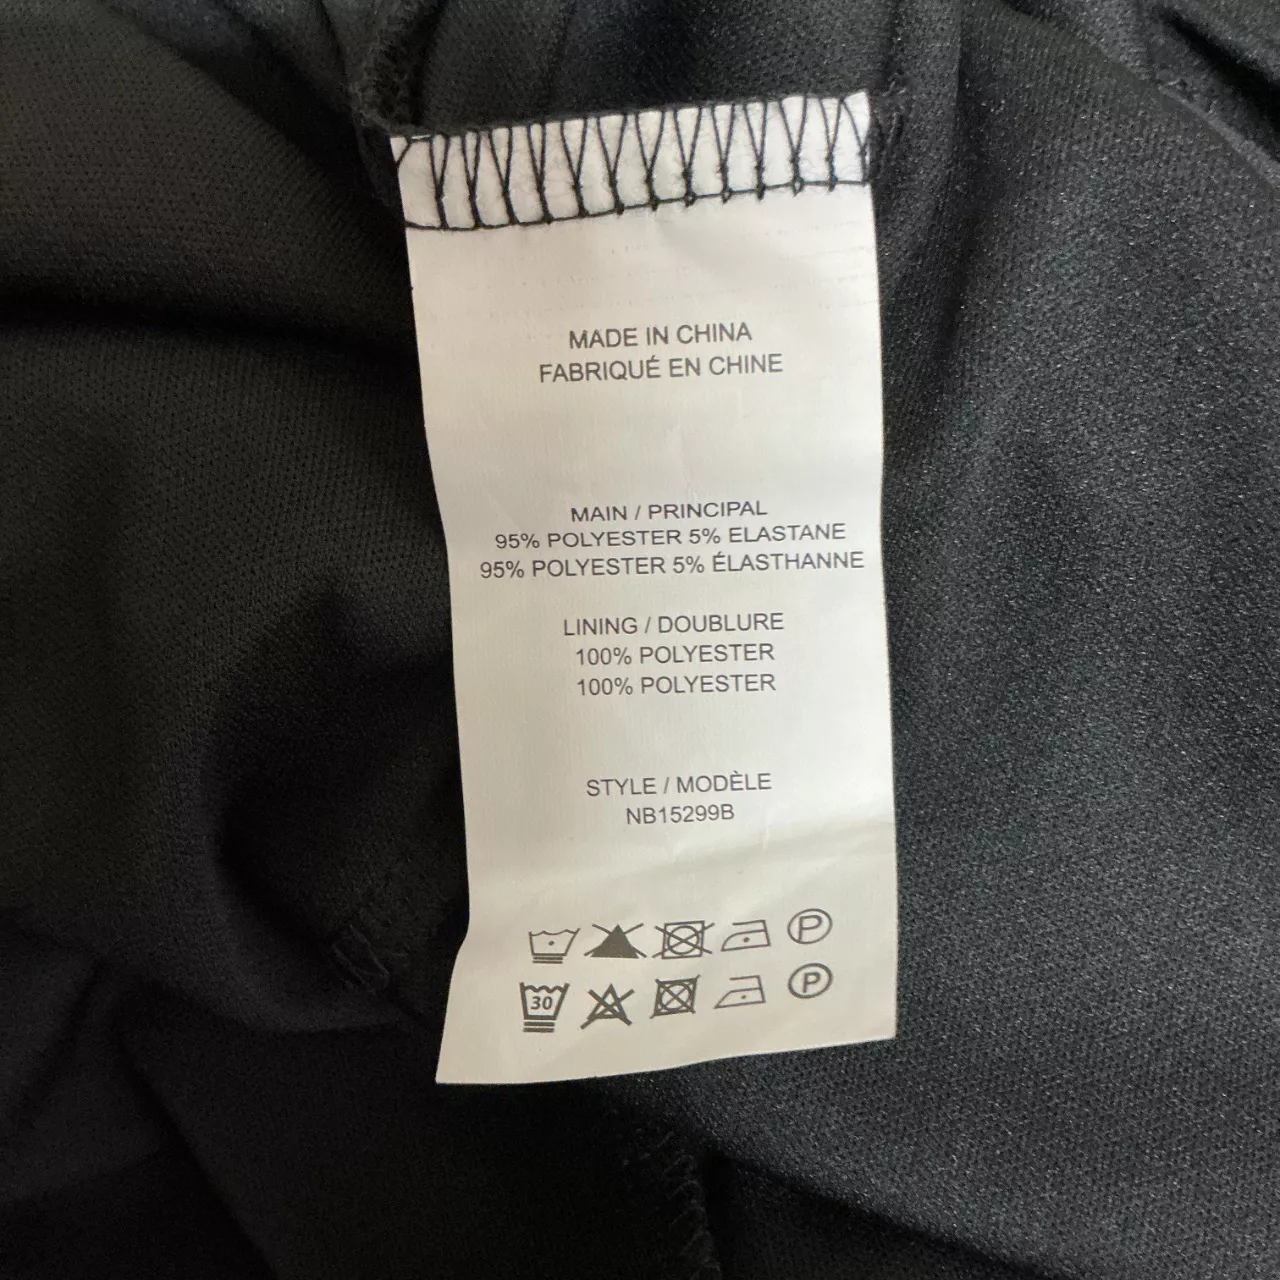 MADE IN CHINA
FABRIQUÉ EN CHINE
MAIN / PRINCIPAL
95% POLYESTER 5% ELASTANE
95% POLYESTER 5% ÉLASTHANNE
LINING / DOUBLURE
100% POLYESTER
100% POLYESTER
STYLE / MODÈLE
NB15299B
P
30 P